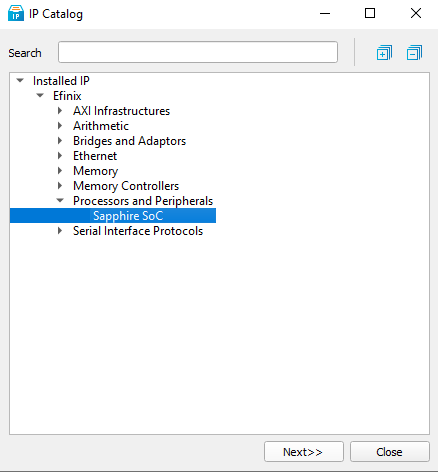 IP Catalog
Search
Installed IP
Efinix
AXI Infrastructures
Arithmetic
Bridges and Adaptors
Ethernet
Memory
Memory Controllers
Processors and Peripherals
Sapphire SoC
Serial Interface Protocols
Next>> Close